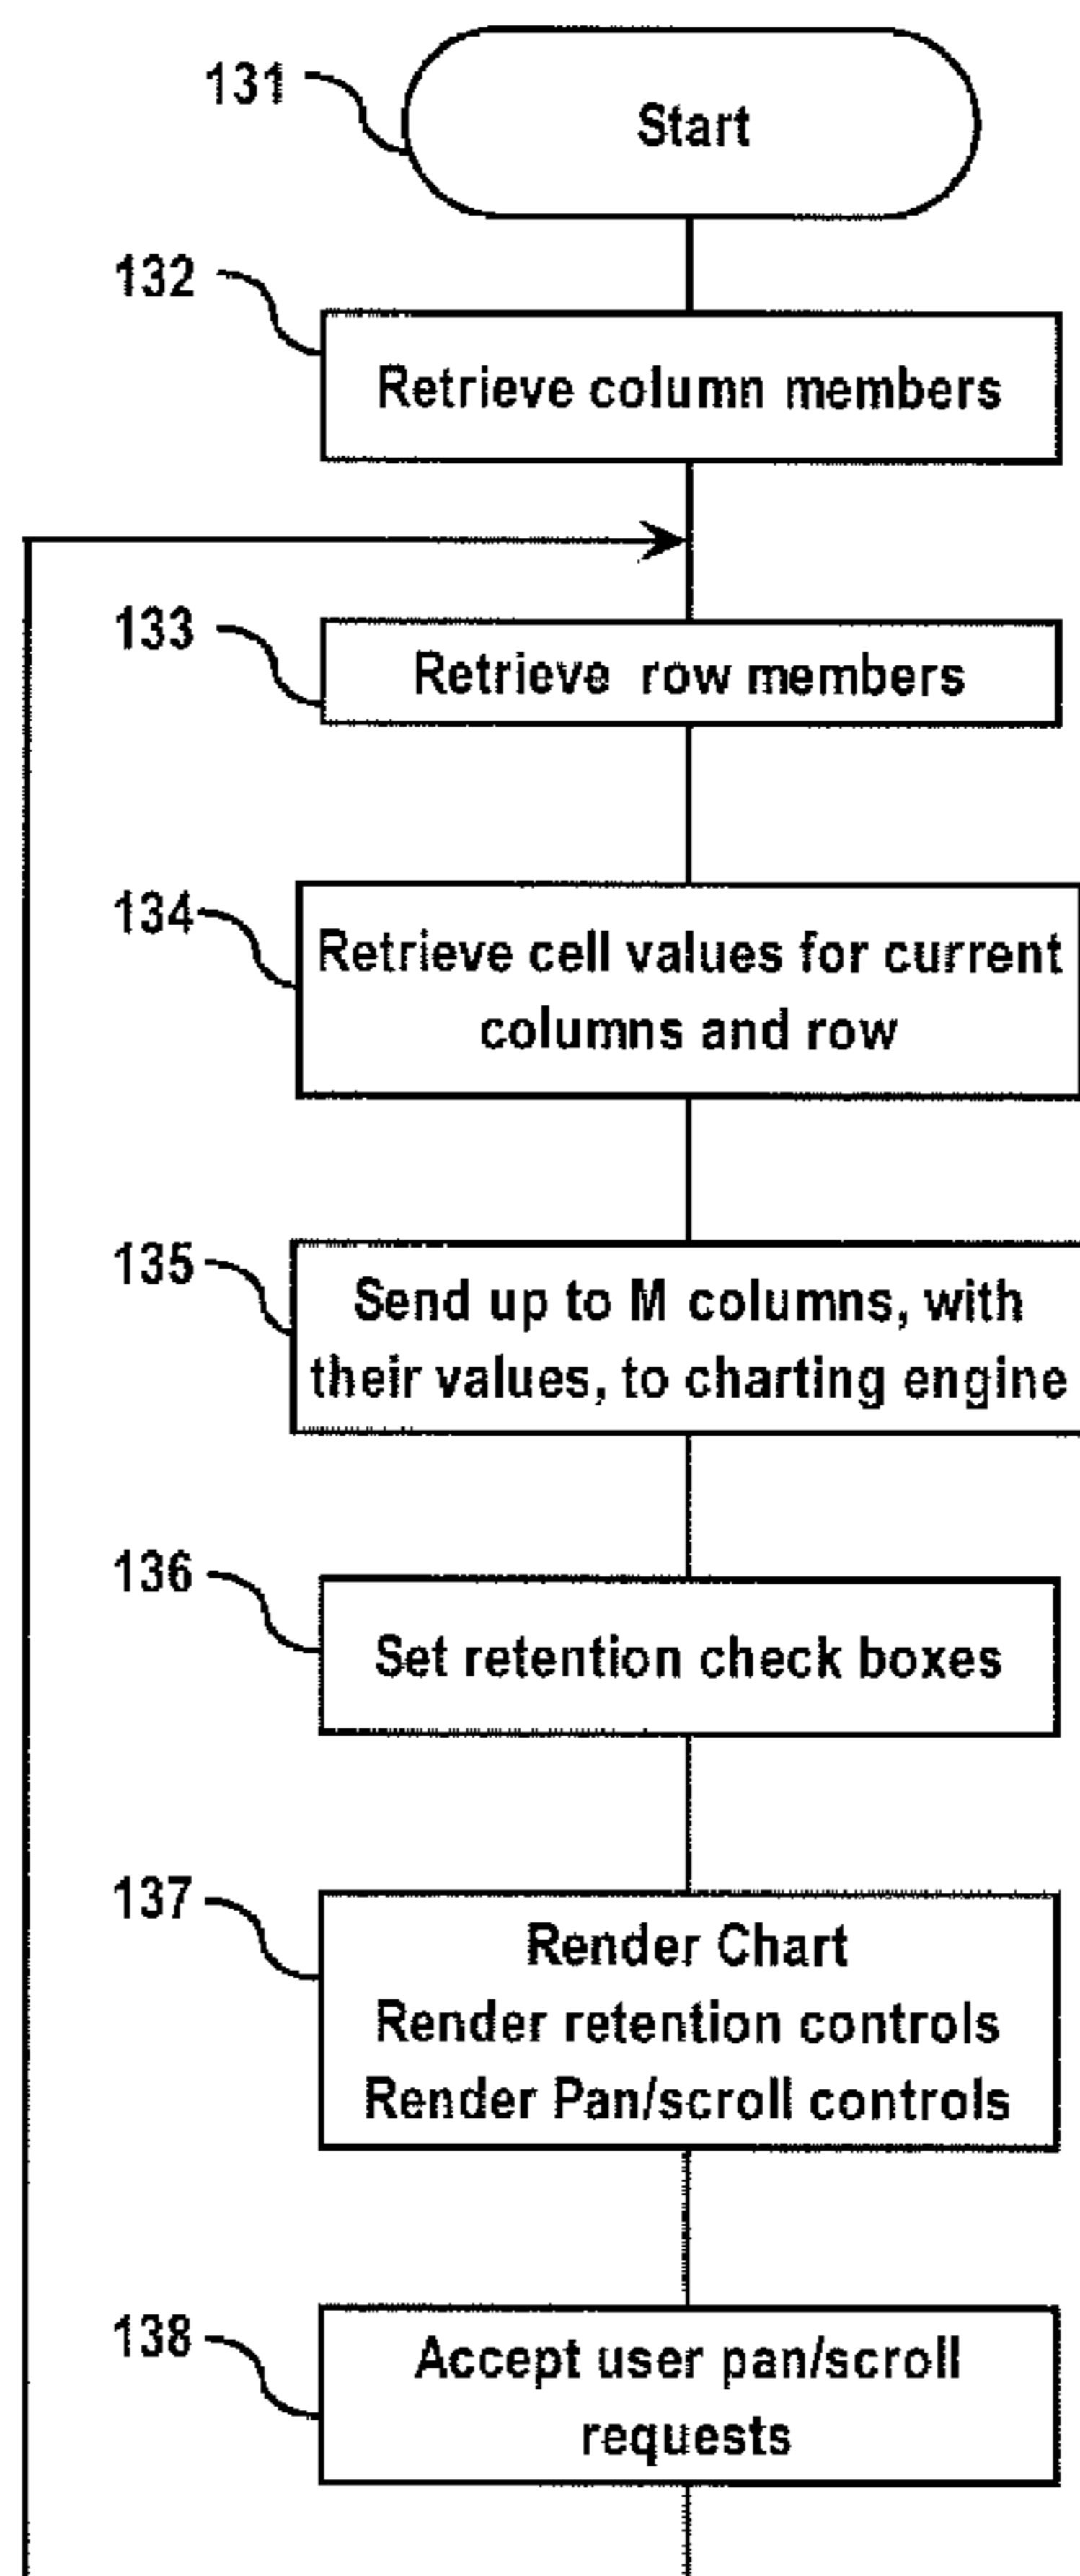 131
Start
132
Retrieve column members
133
Retrieve row members
134
Retrieve cell values for current
columns and row
135
Send up to M columns, with
their values, to charting engine
136
Set retention check boxes
137
Render Chart
Render retention controls
Render Pan/scroll controls
138
Accept user pan/scroll
requests